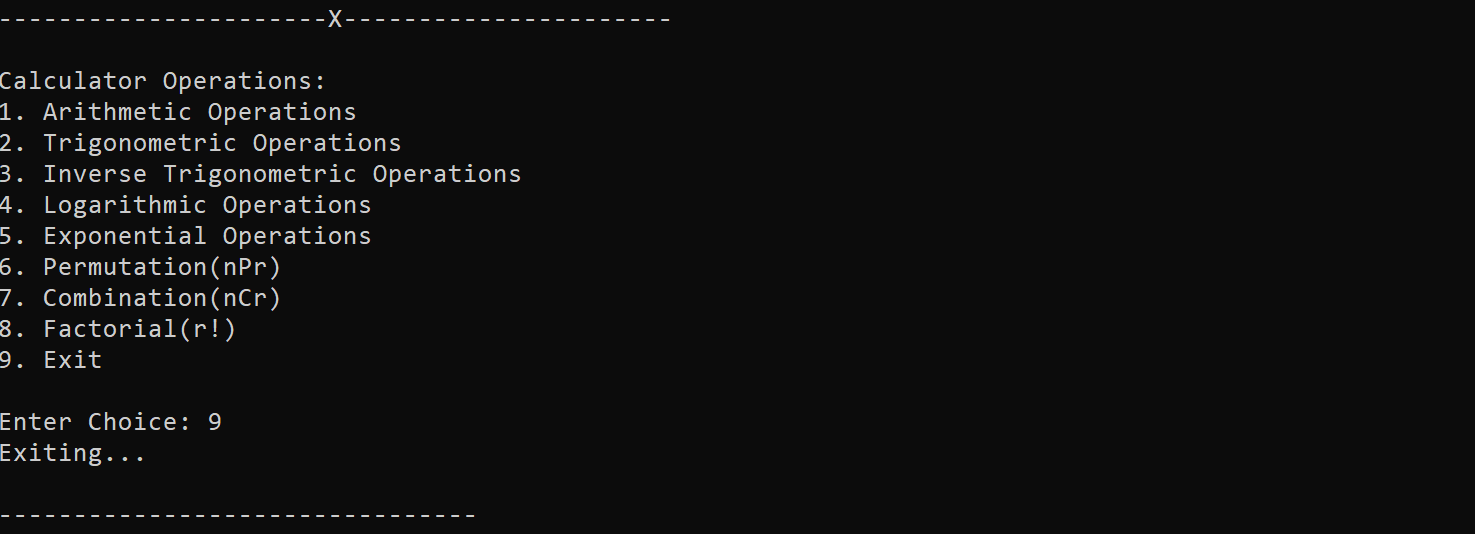 ----------------------X----------------------
Calculator Operations:
1. Arithmetic Operations
2. Trigonometric Operations
3. Inverse Trigonometric Operations
4. Logarithmic Operations
5. Exponential Operations
6. Permutation(nPr)
7. Combination(nCr)
8. Factorial(r!)
9. Exit
Enter Choice: 9
Exiting...
--------------------------------